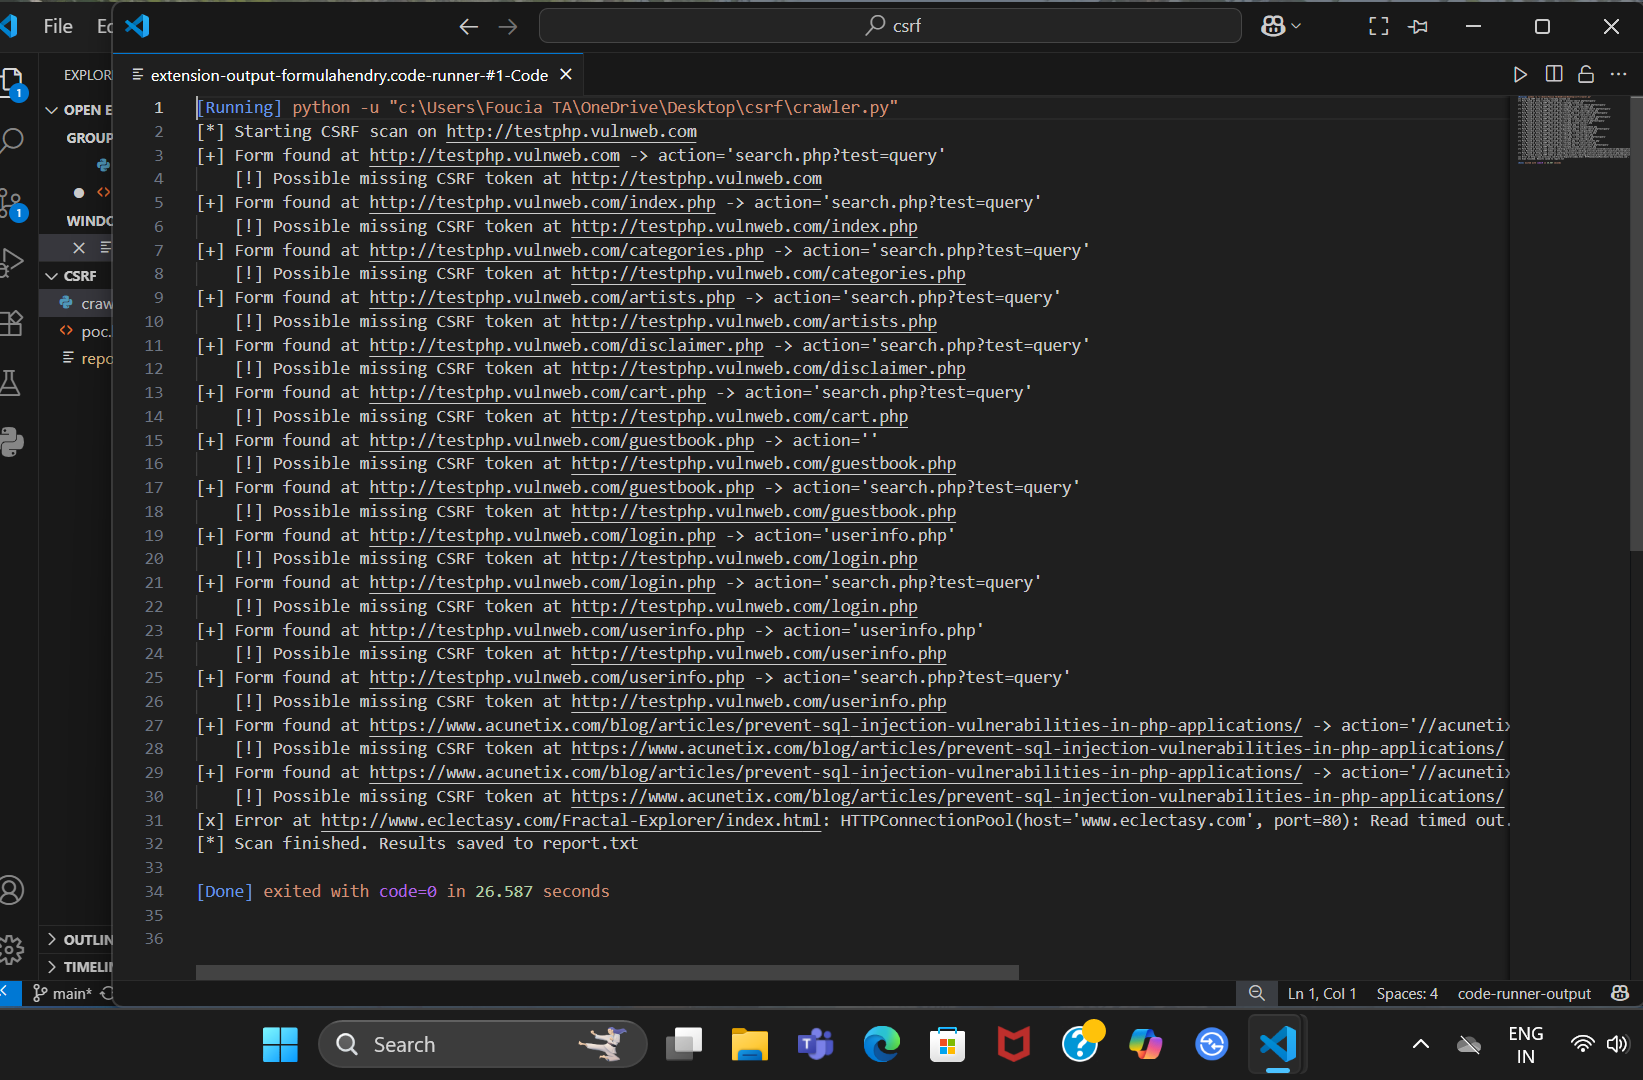 File
csrf
EXPLOR
extension-output-formulahendry.code-runner-#1-Code
OPEN E
GROUP
WINDO
CSRF
craw
poc.
repo
OUTLIN
TIMELI
1 [Running] python -u "c:\Users\Foucia TA\OneDrive\Desktop\csrf\crawler.py"
2 [*] Starting CSRF scan on http://testphp.vulnweb.com
3 [+] Form found at http://testphp.vulnweb.com -> action='search.php?test=query'
4 [!] Possible missing CSRF token at http://testphp.vulnweb.com
5 [+] Form found at http://testphp.vulnweb.com/index.php -> action='search.php?test=query'
6 [!] Possible missing CSRF token at http://testphp.vulnweb.com/index.php
7 [+] Form found at http://testphp.vulnweb.com/categories.php -> action='search.php?test=query'
8 [!] Possible missing CSRF token at http://testphp.vulnweb.com/categories.php
9 [+] Form found at http://testphp.vulnweb.com/artists.php -> action='search.php?test=query'
10 [!] Possible missing CSRF token at http://testphp.vulnweb.com/artists.php
11 [+] Form found at http://testphp.vulnweb.com/disclaimer.php -> action='search.php?test=query'
12 [!] Possible missing CSRF token at http://testphp.vulnweb.com/disclaimer.php
13 [+] Form found at http://testphp.vulnweb.com/cart.php -> action='search.php?test=query'
14 [!] Possible missing CSRF token at http://testphp.vulnweb.com/cart.php
15 [+] Form found at http://testphp.vulnweb.com/guestbook.php -> action=''
16 [!] Possible missing CSRF token at http://testphp.vulnweb.com/guestbook.php
17 [+] Form found at http://testphp.vulnweb.com/guestbook.php -> action='search.php?test=query'
18 [!] Possible missing CSRF token at http://testphp.vulnweb.com/guestbook.php
19 [+] Form found at http://testphp.vulnweb.com/login.php -> action='userinfo.php'
20 [!] Possible missing CSRF token at http://testphp.vulnweb.com/login.php
21 [+] Form found at http://testphp.vulnweb.com/login.php -> action='search.php?test=query'
22 [!] Possible missing CSRF token at http://testphp.vulnweb.com/login.php
23 [+] Form found at http://testphp.vulnweb.com/userinfo.php -> action='userinfo.php'
24 [!] Possible missing CSRF token at http://testphp.vulnweb.com/userinfo.php
25 [+] Form found at http://testphp.vulnweb.com/userinfo.php -> action='search.php?test=query'
26 [!] Possible missing CSRF token at http://testphp.vulnweb.com/userinfo.php
27 [+] Form found at https://www.acunetix.com/blog/articles/prevent-sql-injection-vulnerabilities-in-php-applications/ -> action='//acunetix
28 [!] Possible missing CSRF token at https://www.acunetix.com/blog/articles/prevent-sql-injection-vulnerabilities-in-php-applications/
29 [+] Form found at https://www.acunetix.com/blog/articles/prevent-sql-injection-vulnerabilities-in-php-applications/ -> action='//acunetix
30 [!] Possible missing CSRF token at https://www.acunetix.com/blog/articles/prevent-sql-injection-vulnerabilities-in-php-applications/
31 [x] Error at http://www.eclectasy.com/Fractal-Explorer/index.html: HTTPConnectionPool(host='www.eclectasy.com', port=80): Read timed out.
32 [*] Scan finished. Results saved to report.txt
33
34 [Done] exited with code=0 in 26.587 seconds
35
36
main*
Ln 1, Col 1 Spaces: 4 code-runner-output
Search
ENG
IN